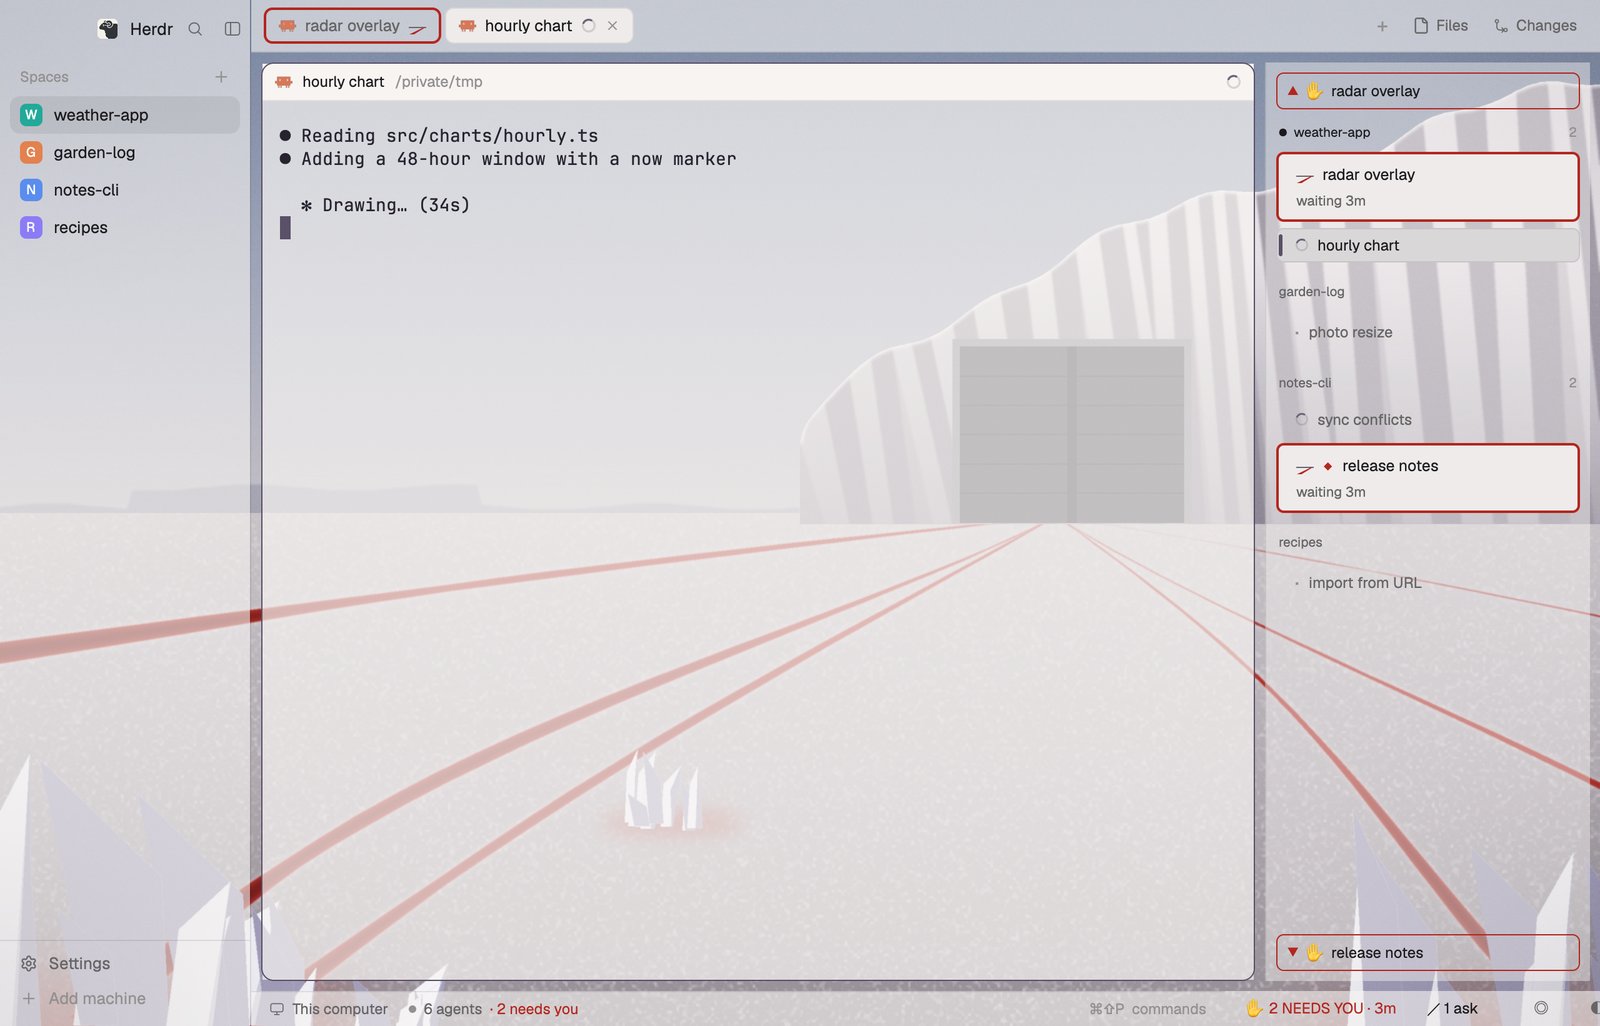 Herdr
Spaces
W weather-app
G garden-log
N notes-cli
R recipes
Settings
Add machine
radar overlay
hourly chart
Files
Changes
hourly chart /private/tmp
Reading src/charts/hourly.ts
Adding a 48-hour window with a now marker
* Drawing… (34s)
radar overlay
weather-app 2
radar overlay
waiting 3m
hourly chart
garden-log
photo resize
notes-cli 2
sync conflicts
release notes
waiting 3m
recipes
import from URL
release notes
This computer
6 agents · 2 needs you
⌘⇧P commands
2 NEEDS YOU · 3m
1 ask